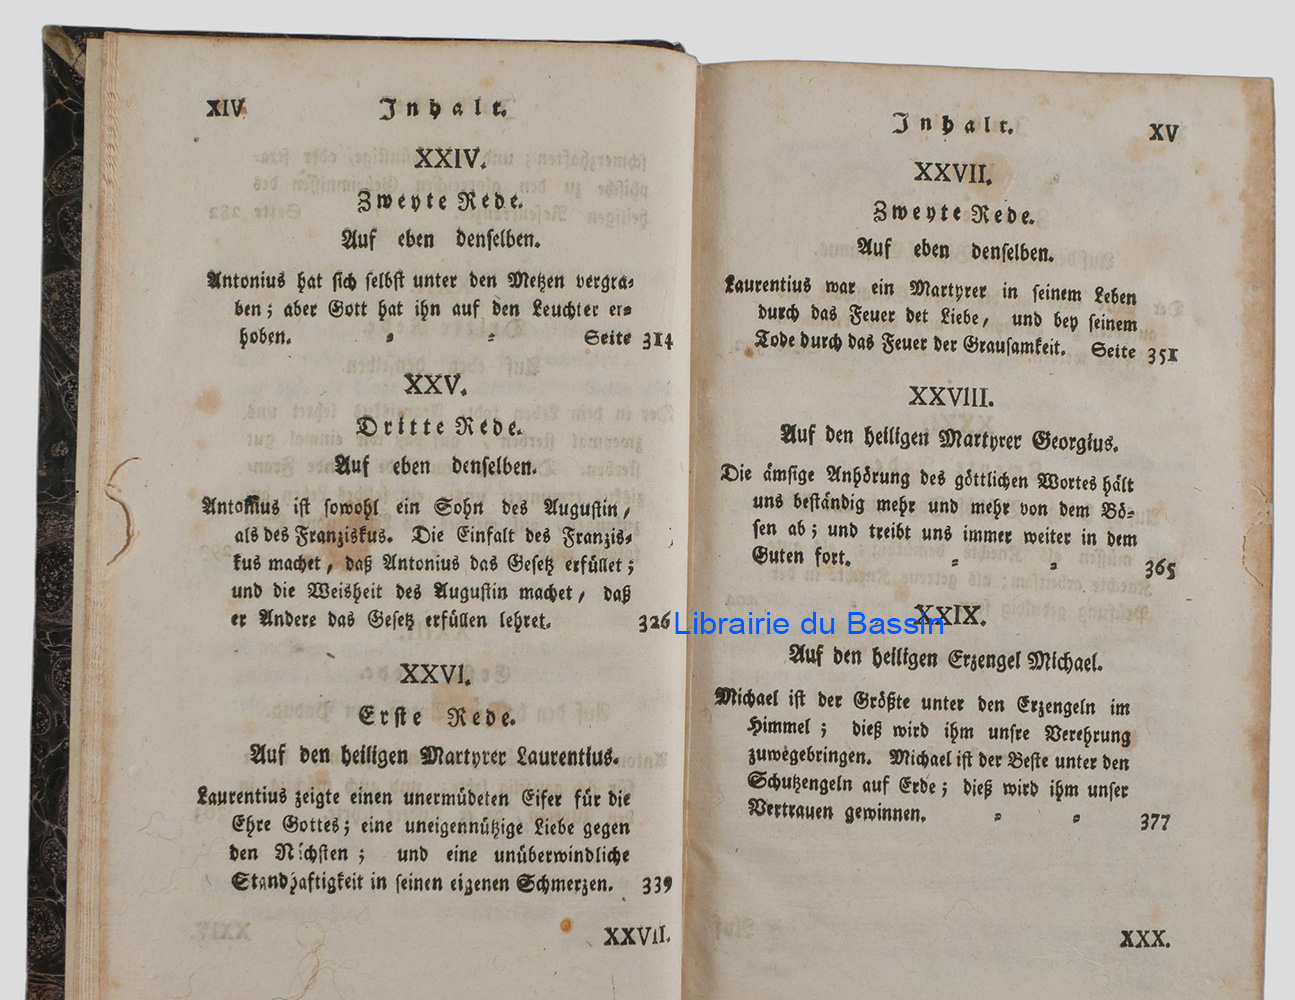 XIV Inhalt.
XXIV.
Zweyte Rede.
Auf eben denselben.
Antonius hat sich selbst unter den Metzen vergra-
ben; aber Gott hat ihn auf den Leuchter er-
hoben. = = Seite 314
XXV.
Dritte Rede.
Auf eben denselben.
Antonius ist sowohl ein Sohn des Augustin,
als des Franziskus. Die Einfalt des Franzis-
kus machet, daß Antonius das Gesetz erfüllet;
und die Weisheit des Augustin machet, daß
er Andere das Gesetz erfüllen lehret. 326
XXVI.
Erste Rede.
Auf den heiligen Martyrer Laurentius.
Laurentius zeigte einen unermüdeten Eifer für die
Ehre Gottes; eine uneigennützige Liebe gegen
den Nächsten; und eine unüberwindliche
Standhaftigkeit in seinen eigenen Schmerzen. 339
XXVII.
Inhalt. XV
XXVII.
Zweyte Rede.
Auf eben denselben.
Laurentius war ein Martyrer in seinem Leben
durch das Feuer det Liebe, und bey seinem
Tode durch das Feuer der Grausamkeit. Seite 351
XXVIII.
Auf den heiligen Martyrer Georgius.
Die ämsige Anhörung des göttlichen Wortes hält
uns beständig mehr und mehr von dem Bö-
sen ab; und treibt uns immer weiter in dem
Guten fort. = = 365
XXIX.
Librairie du Bassin
Auf den heiligen Erzengel Michael.
Michael ist der Größte unter den Erzengeln im
Himmel; dieß wird ihm unsre Verehrung
zuwegebringen. Michael ist der Beste unter den
Schutzengeln auf Erde; dieß wird ihm unser
Vertrauen gewinnen. = = 377
XXX.